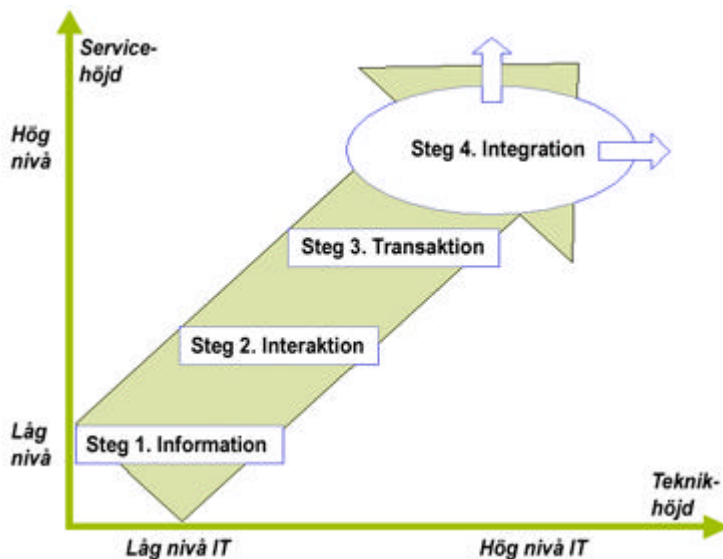 Service-
höjd
Hög
nivå
Steg 4. Integration
Steg 3. Transaktion
Steg 2. Interaktion
Låg
nivå
Steg 1. Information
Teknik-
höjd
Låg nivå IT
Hög nivå IT